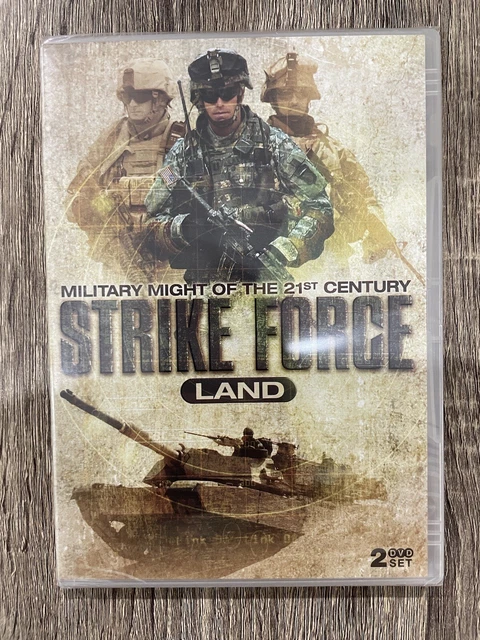 MILITARY MIGHT OF THE 21ST CENTURY
STRIKE FORCE
LAND
2 DVD SET